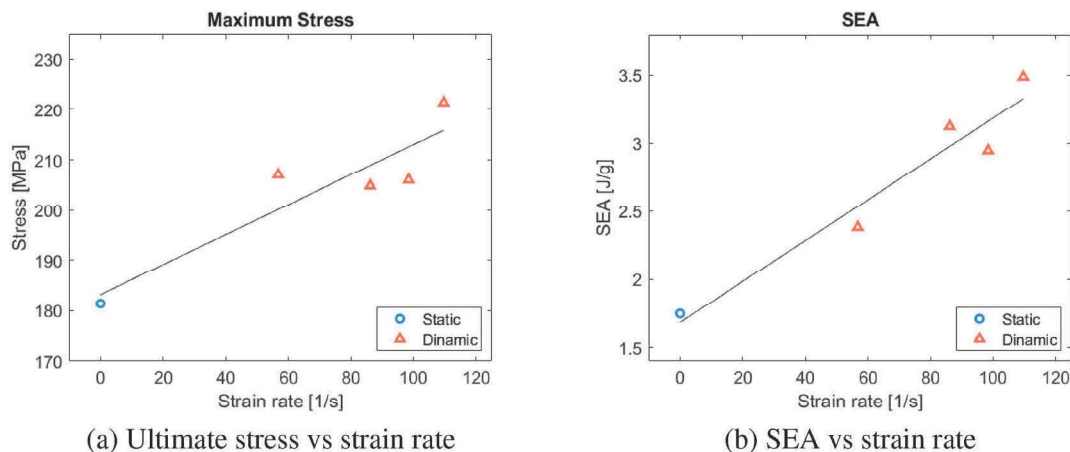 Maximum Stress
230
220
210
200
190
180
170
Stress [MPa]
0 20 40 60 80 100 120
Strain rate [1/s]
Static
Dinamic
(a) Ultimate stress vs strain rate
SEA
3.5
3
2.5
2
1.5
SEA [J/g]
0 20 40 60 80 100 120
Strain rate [1/s]
Static
Dinamic
(b) SEA vs strain rate